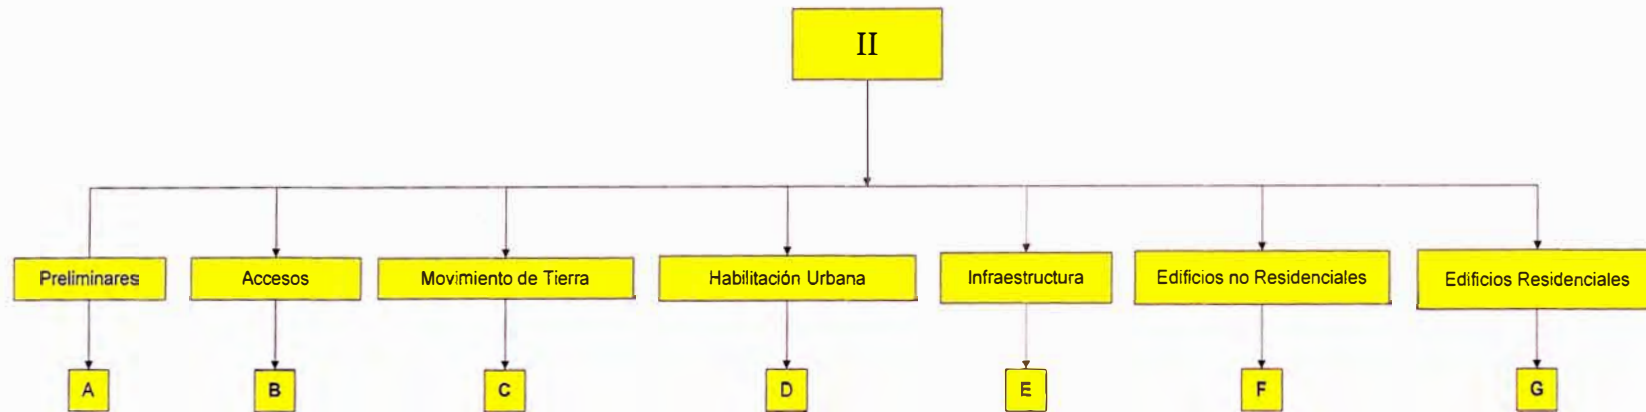 II
Preliminares
Accesos
Movimiento de Tierra
Habilitación Urbana
Infraestructura
Edificios no Residenciales
Edificios Residenciales
A
B
C
D
E
F
G